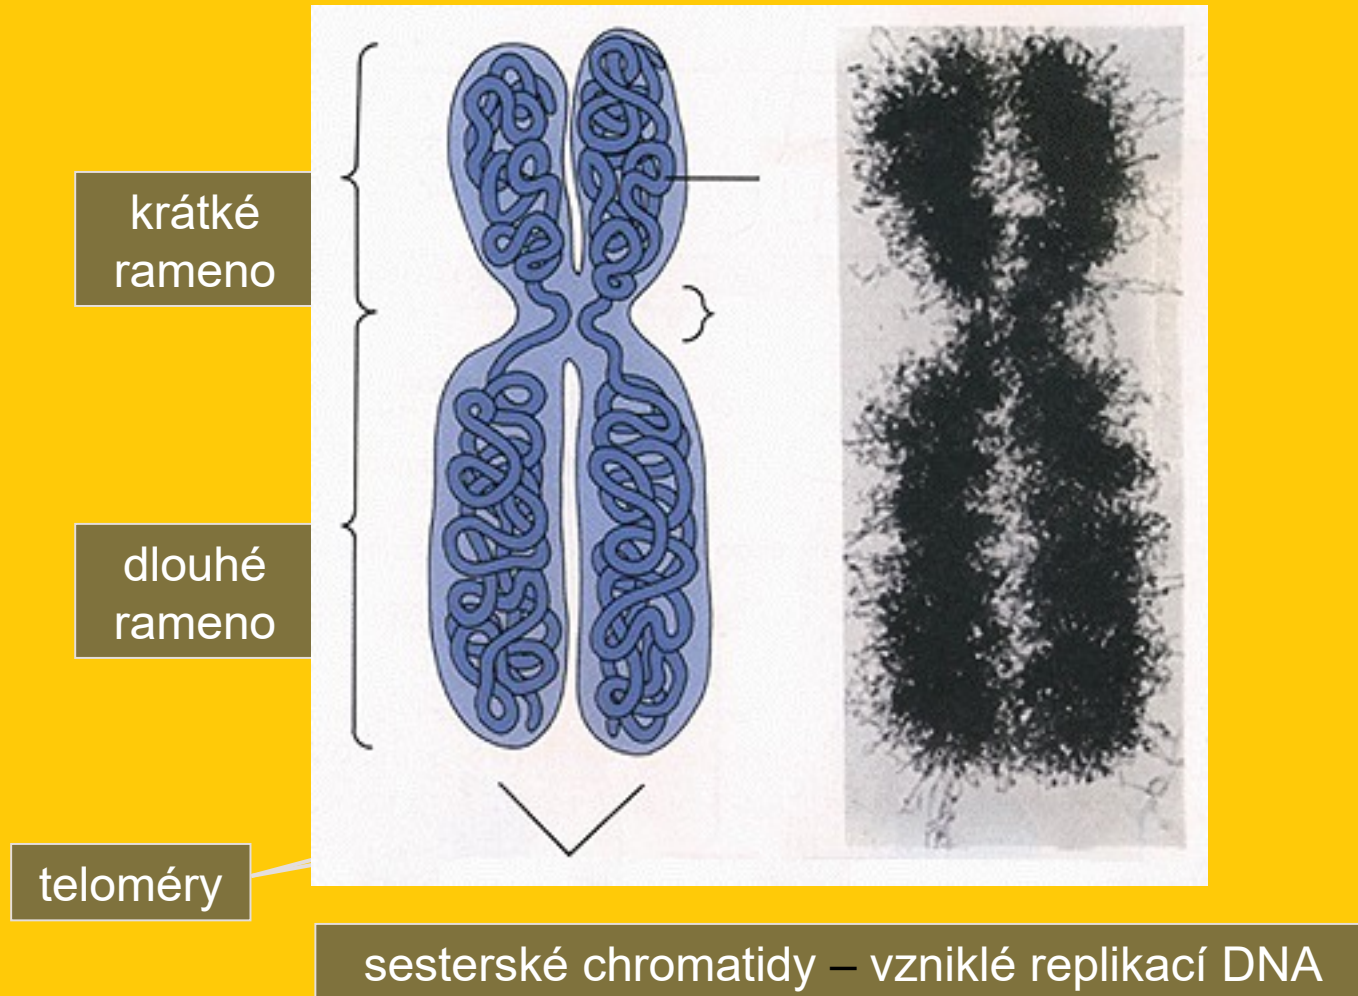 krátké
rameno
dlouhé
rameno
teloméry
sesterské chromatidy – vzniklé replikací DNA